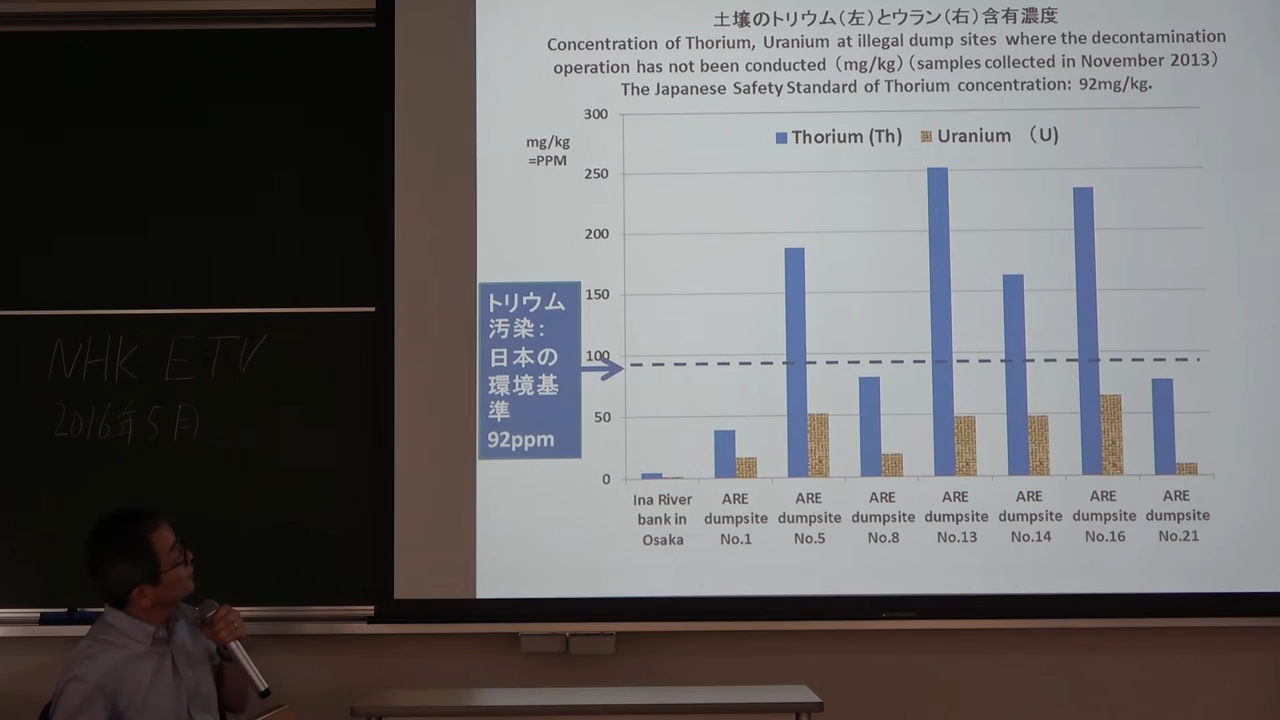 土壌のトリウム(左)とウラン(右)含有濃度
Concentration of Thorium, Uranium at illegal dump sites where the decontamination
operation has not been conducted (mg/kg) (samples collected in November 2013)
The Japanese Safety Standard of Thorium concentration: 92mg/kg.
mg/kg
=PPM
Thorium (Th)
Uranium (U)
300
250
200
150
100
50
0
トリウム
汚染:
日本の
環境基
準
92ppm
Ina River
bank in
Osaka
ARE
dumpsite
No.1
ARE
dumpsite
No.5
ARE
dumpsite
No.8
ARE
dumpsite
No.13
ARE
dumpsite
No.14
ARE
dumpsite
No.16
ARE
dumpsite
No.21
NHK ETV
2016年5月